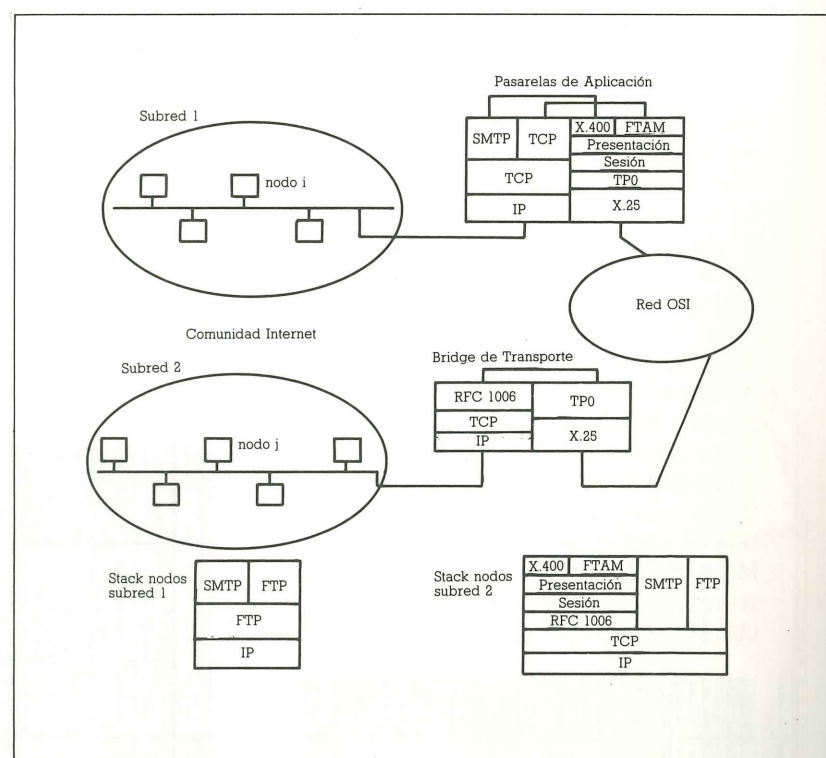 Pasarelas de Aplicación
Subred 1
SMTP TCP X.400 FTAM
Presentación
Sesión
TCP TP0
IP X.25
nodo i
Red OSI
Comunidad Internet
Bridge de Transporte
Subred 2
RFC 1006 TP0
TCP
IP X.25
nodo j
Stack nodos
subred 1
SMTP FTP
FTP
IP
Stack nodos
subred 2
X.400 FTAM SMTP FTP
Presentación
Sesión
RFC 1006
TCP
IP